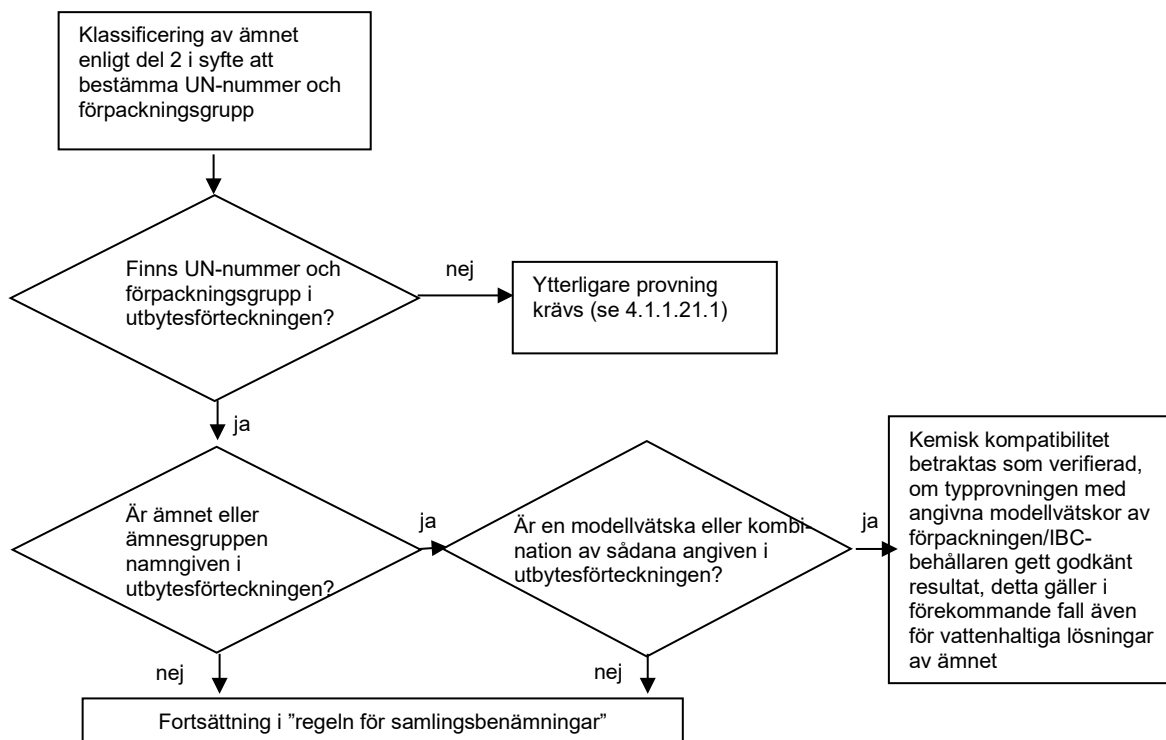 Klassificering av ämnet
enligt del 2 i syfte att
bestämma UN-nummer och
förpackningsgrupp
Finns UN-nummer och
förpackningsgrupp i
utbytesförteckningen?
nej
Ytterligare provning
krävs (se 4.1.1.21.1)
ja
Är ämnet eller
ämnesgruppen
namngiven i
utbytesförteckningen?
ja
Är en modellvätska eller kombi-
nation av sådana angiven i
utbytesförteckningen?
ja
Kemisk kompatibilitet
betraktas som verifierad,
om typprovningen med
angivna modellvätskor av
förpackningen/IBC-
behållaren gett godkänt
resultat, detta gäller i
förekommande fall även
för vattenhaltiga lösningar
av ämnet
nej
nej
Fortsättning i ”regeln för samlingsbenämningar”